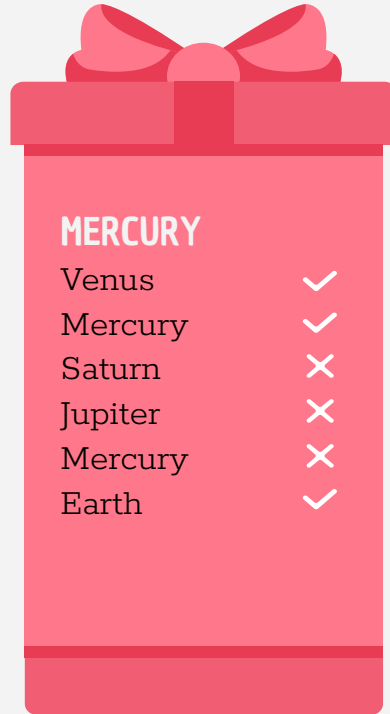 MERCURY
Venus ✓
Mercury ✓
Saturn ✕
Jupiter ✕
Mercury ✕
Earth ✓